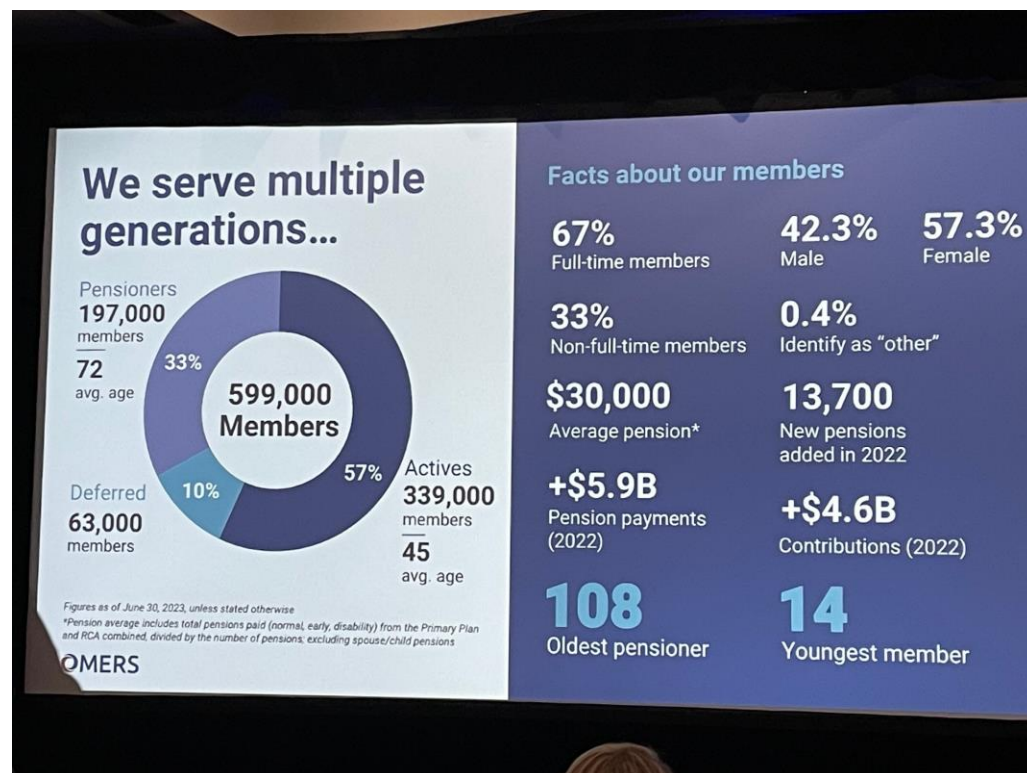 We serve multiple
generations...
Pensioners
197,000
members
72
avg. age
33%
599,000
Members
57%
10%
Deferred
63,000
members
Actives
339,000
members
45
avg. age
Figures as of June 30, 2023, unless stated otherwise
*Pension average includes total pensions paid (normal, early, disability) from the Primary Plan
and RCA combined, divided by the number of pensions; excluding spouse/child pensions
OMERS
Facts about our members
67%
Full-time members
42.3%
Male
57.3%
Female
33%
Non-full-time members
0.4%
Identify as "other"
$30,000
Average pension*
13,700
New pensions
added in 2022
+$5.9B
Pension payments
(2022)
+$4.6B
Contributions (2022)
108
Oldest pensioner
14
Youngest member